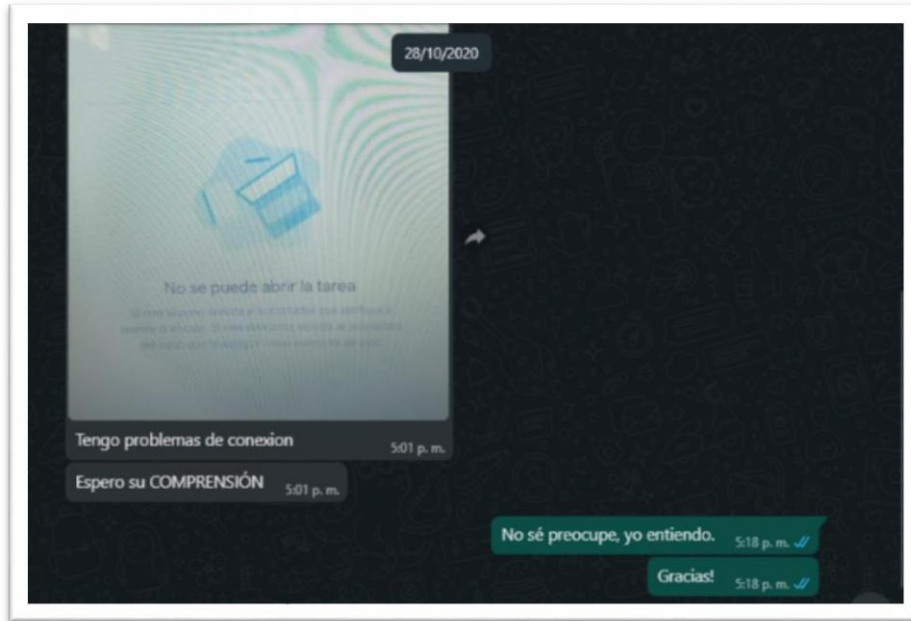 28/10/2020
No se puede abrir la tarea
Tengo problemas de conexion
5:01 p. m.
Espero su COMPRENSIÓN
5:01 p. m.
No sé preocupe, yo entiendo.
5:18 p. m.
Gracias!
5:18 p. m.